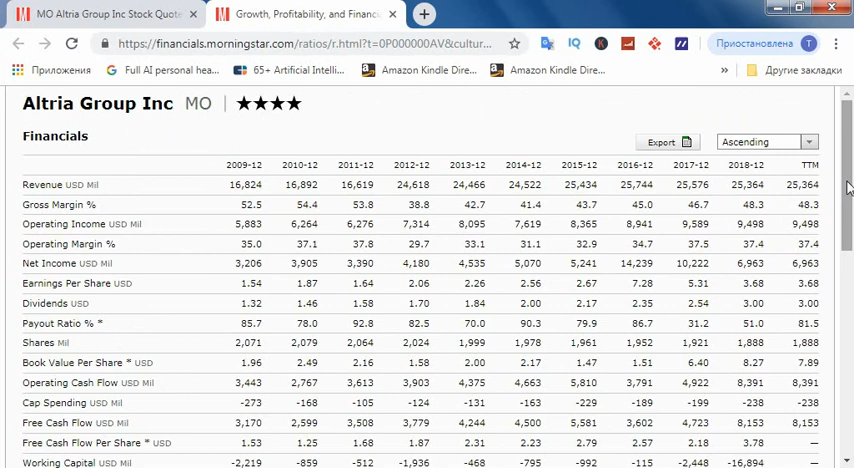 MO Altria Group Inc Stock Quote
Growth, Profitability, and Financi
https://financials.morningstar.com/ratios/r.html?t=0P000000AV&cultur...
IQ
K
Приостановлена
T
Приложения
G Full AI personal hea...
65+ Artificial Intelli...
a Amazon Kindle Dire...
a Amazon Kindle Dire...
»
Другие закладки
Altria Group Inc MO | ★★★★
Financials
Export
Ascending
2009-12 2010-12 2011-12 2012-12 2013-12 2014-12 2015-12 2016-12 2017-12 2018-12 TTM
Revenue USD Mil 16,824 16,892 16,619 24,618 24,466 24,522 25,434 25,744 25,576 25,364 25,364
Gross Margin % 52.5 54.4 53.8 38.8 42.7 41.4 43.7 45.0 46.7 48.3 48.3
Operating Income USD Mil 5,883 6,264 6,276 7,314 8,095 7,619 8,365 8,941 9,589 9,498 9,498
Operating Margin % 35.0 37.1 37.8 29.7 33.1 31.1 32.9 34.7 37.5 37.4 37.4
Net Income USD Mil 3,206 3,905 3,390 4,180 4,535 5,070 5,241 14,239 10,222 6,963 6,963
Earnings Per Share USD 1.54 1.87 1.64 2.06 2.26 2.56 2.67 7.28 5.31 3.68 3.68
Dividends USD 1.32 1.46 1.58 1.70 1.84 2.00 2.17 2.35 2.54 3.00 3.00
Payout Ratio % * 85.7 78.0 92.8 82.5 70.0 90.3 79.9 86.7 31.2 51.0 81.5
Shares Mil 2,071 2,079 2,064 2,024 1,999 1,978 1,961 1,952 1,921 1,888 1,888
Book Value Per Share * USD 1.96 2.49 2.16 1.58 2.00 2.17 1.47 1.51 6.40 8.27 7.89
Operating Cash Flow USD Mil 3,443 2,767 3,613 3,903 4,375 4,663 5,810 3,791 4,922 8,391 8,391
Cap Spending USD Mil -273 -168 -105 -124 -131 -163 -229 -189 -199 -238 -238
Free Cash Flow USD Mil 3,170 2,599 3,508 3,779 4,244 4,500 5,581 3,602 4,723 8,153 8,153
Free Cash Flow Per Share * USD 1.53 1.25 1.68 1.87 2.31 2.23 2.79 2.57 2.18 3.78 —
Working Capital USD Mil -2,219 -859 -512 -1,936 -468 -795 -992 -115 -2,448 -16,894 —